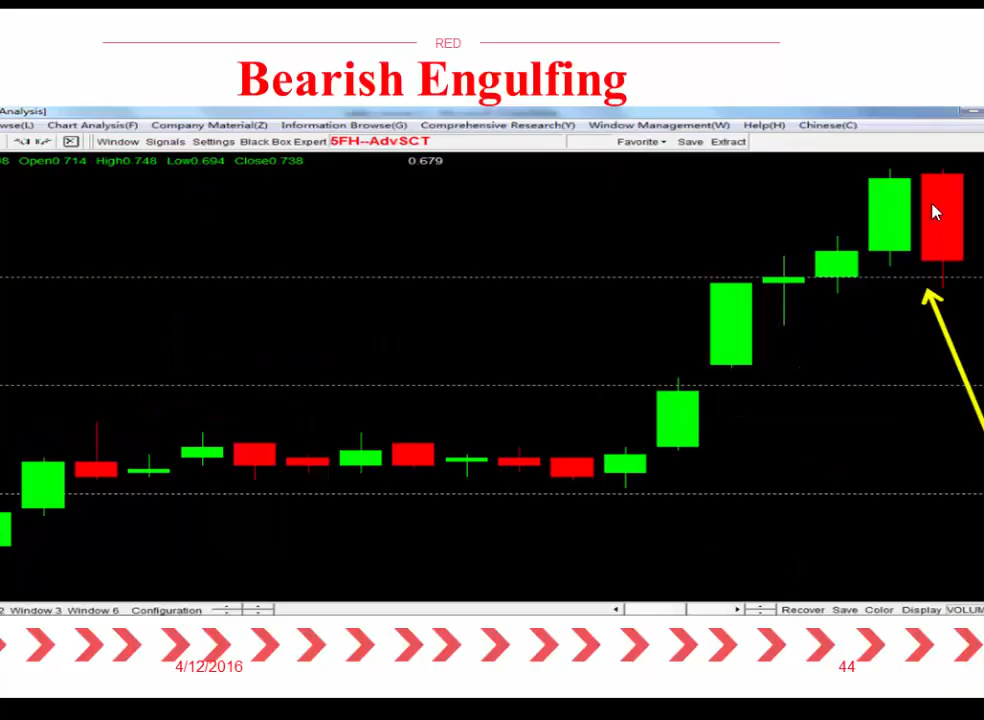 RED
Bearish Engulfing
Analysis]
wse(L) Chart Analysis(F) Company Material(Z) Information Browse(G) Comprehensive Research(Y) Window Management(W) Help(H) Chinese(C)
Window Signals Settings Black Box Expert 5FH--AdvSCT Favorite Save Extract
Open0.714 High0.748 Low0.694 Close0.738 0.679
2 Window 3 Window 6 Configuration Recover Save Color Display VOLUM
4/12/2016 44